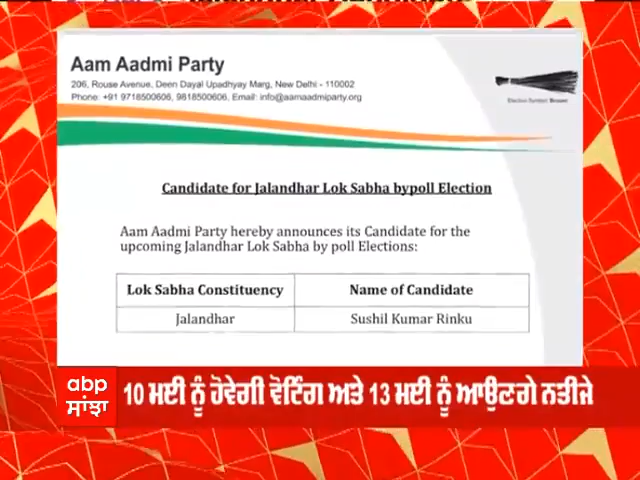 Aam Aadmi Party
206, Rouse Avenue, Deen Dayal Upadhyay Marg, New Delhi - 110002
Phone: +91 9718500606, 9818500606, Email: info@aamaadmiparty.org
Election Symbol: Broom
Candidate for Jalandhar Lok Sabha bypoll Election
Aam Aadmi Party hereby announces its Candidate for the
upcoming Jalandhar Lok Sabha by poll Elections:
Lok Sabha Constituency Name of Candidate
Jalandhar Sushil Kumar Rinku
abp
ਸਾਂਝਾ
10 ਮਈ ਨੂੰ ਹੋਵੇਗੀ ਵੋਟਿੰਗ ਅਤੇ 13 ਮਈ ਨੂੰ ਆਉਣਗੇ ਨਤੀਜੇ